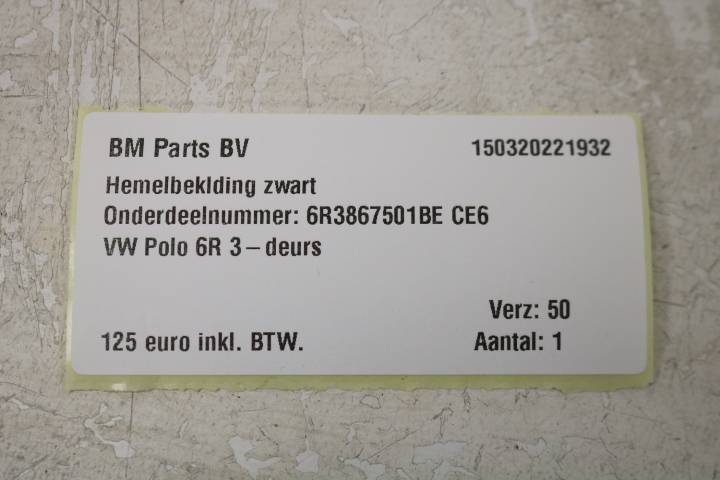 BM Parts BV 150320221932
Hemelbeklding zwart
Onderdeelnummer: 6R3867501BE CE6
VW Polo 6R 3-deurs
Verz: 50
125 euro inkl. BTW. Aantal: 1